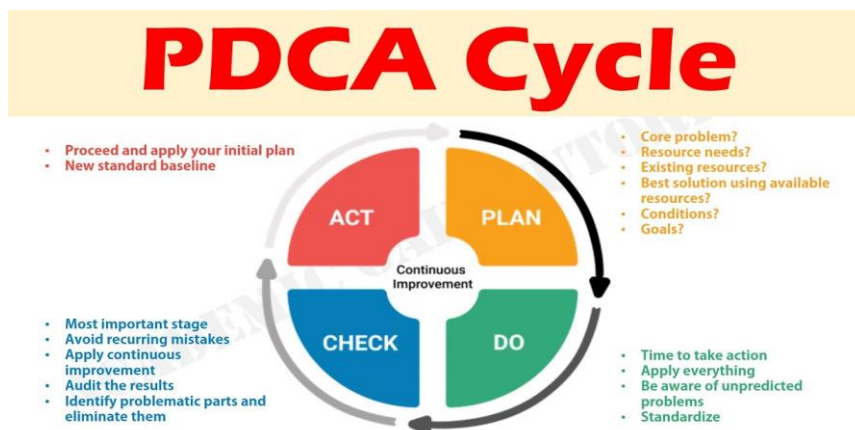 PDCA Cycle
• Proceed and apply your initial plan
• New standard baseline
• Core problem?
• Resource needs?
• Existing resources?
• Best solution using available
resources?
• Conditions?
• Goals?
ACT
PLAN
Continuous
Improvement
CHECK
DO
• Most important stage
• Avoid recurring mistakes
• Apply continuous
improvement
• Audit the results
• Identify problematic parts and
eliminate them
• Time to take action
• Apply everything
• Be aware of unpredicted
problems
• Standardize